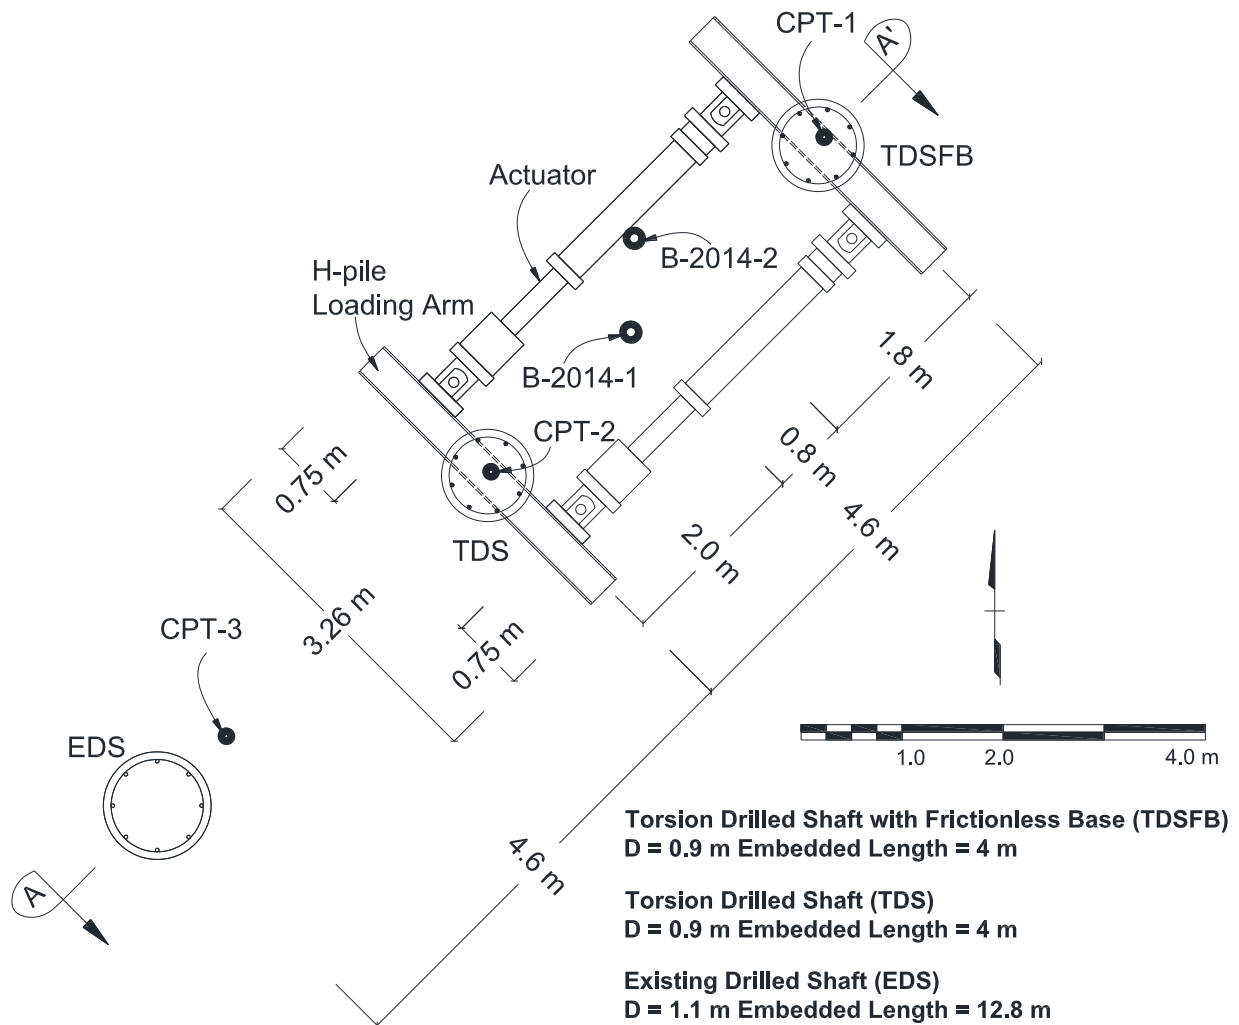 CPT-1
A'
TDSFB
Actuator
B-2014-2
H-pile
Loading Arm
B-2014-1
1.8 m
CPT-2
0.8 m
0.75 m
4.6 m
TDS
2.0 m
3.26 m
CPT-3
0.75 m
EDS
1.0 2.0 4.0 m
4.6 m
A
Torsion Drilled Shaft with Frictionless Base (TDSFB)
D = 0.9 m Embedded Length = 4 m
Torsion Drilled Shaft (TDS)
D = 0.9 m Embedded Length = 4 m
Existing Drilled Shaft (EDS)
D = 1.1 m Embedded Length = 12.8 m